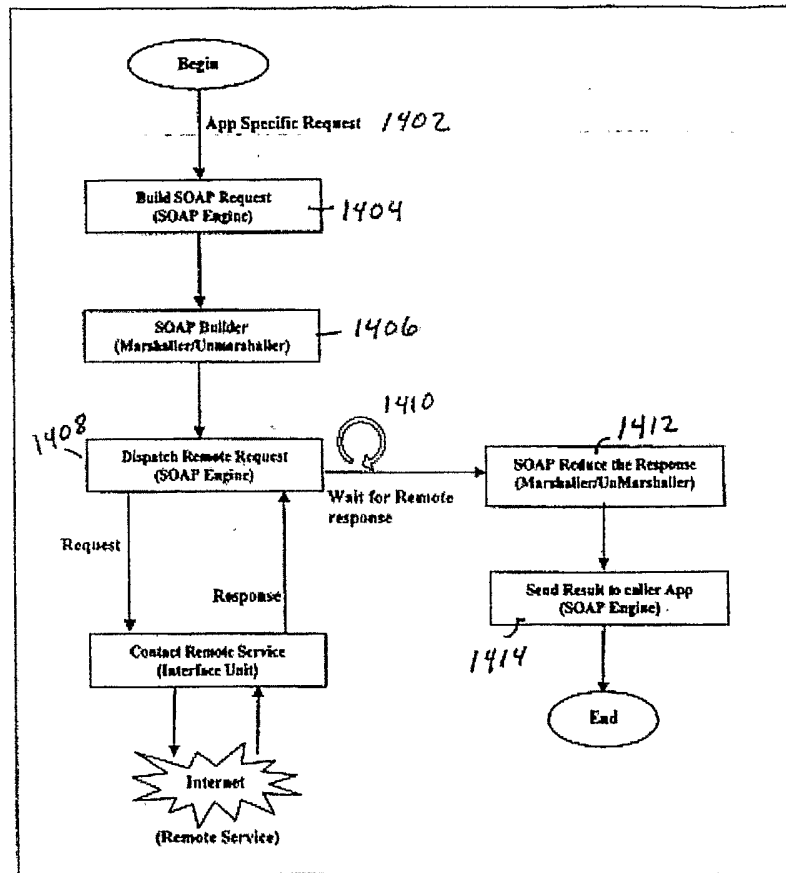 Begin
App Specific Request 1402
Build SOAP Request
(SOAP Engine)
1404
SOAP Builder
(Marshaller/Unmarshaller)
1406
1408
Dispatch Remote Request
(SOAP Engine)
1410
Wait for Remote
response
1412
SOAP Reduce the Response
(Marshaller/UnMarshaller)
Request
Response
Send Result to caller App
(SOAP Engine)
1414
Contact Remote Service
(Interface Unit)
End
Internet
(Remote Service)